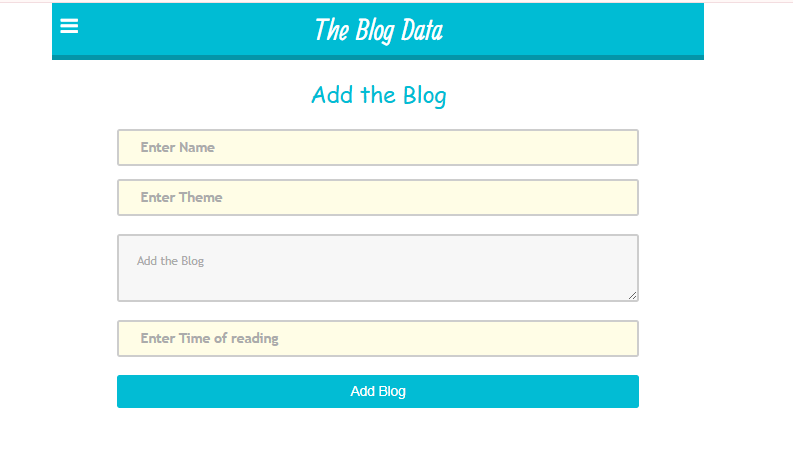 The Blog Data
Add the Blog
Enter Name
Enter Theme
Add the Blog
Enter Time of reading
Add Blog